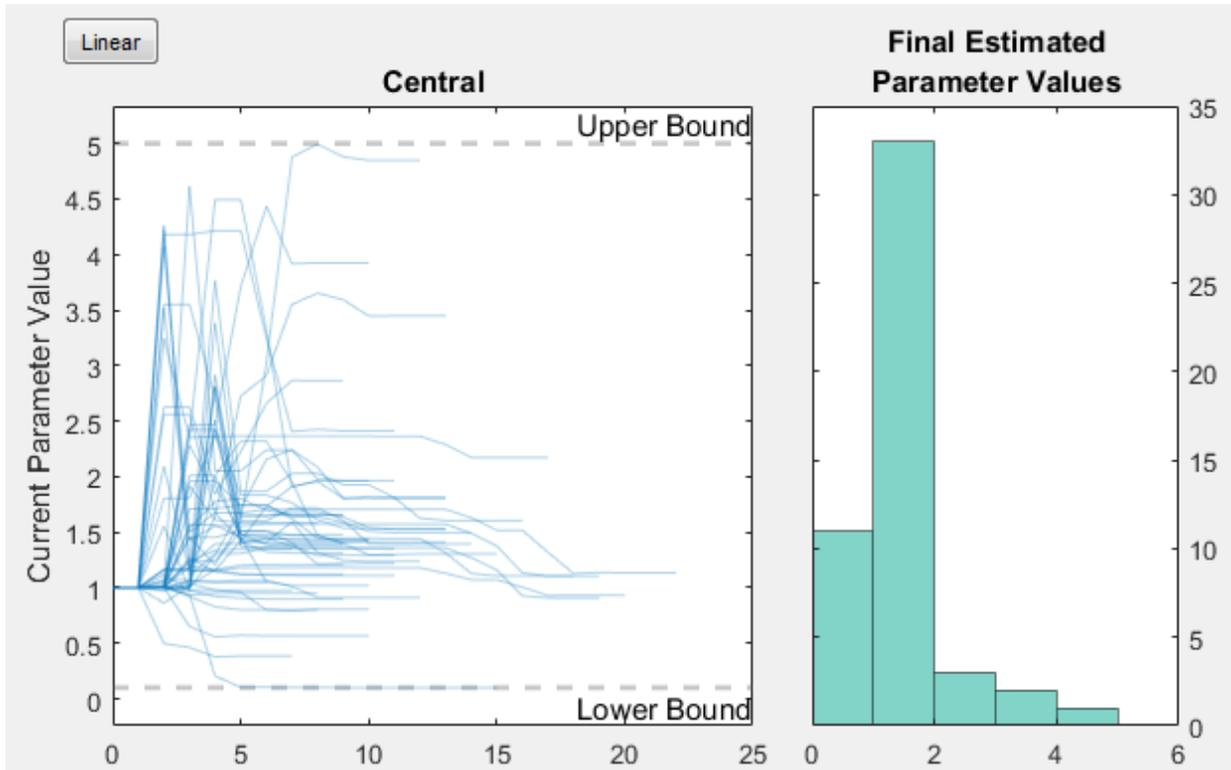 Linear
Central
Final Estimated
Parameter Values
Upper Bound
Lower Bound
Current Parameter Value
5
4.5
4
3.5
3
2.5
2
1.5
1
0.5
0
0 5 10 15 20 25
35
30
25
20
15
10
5
0
0 2 4 6